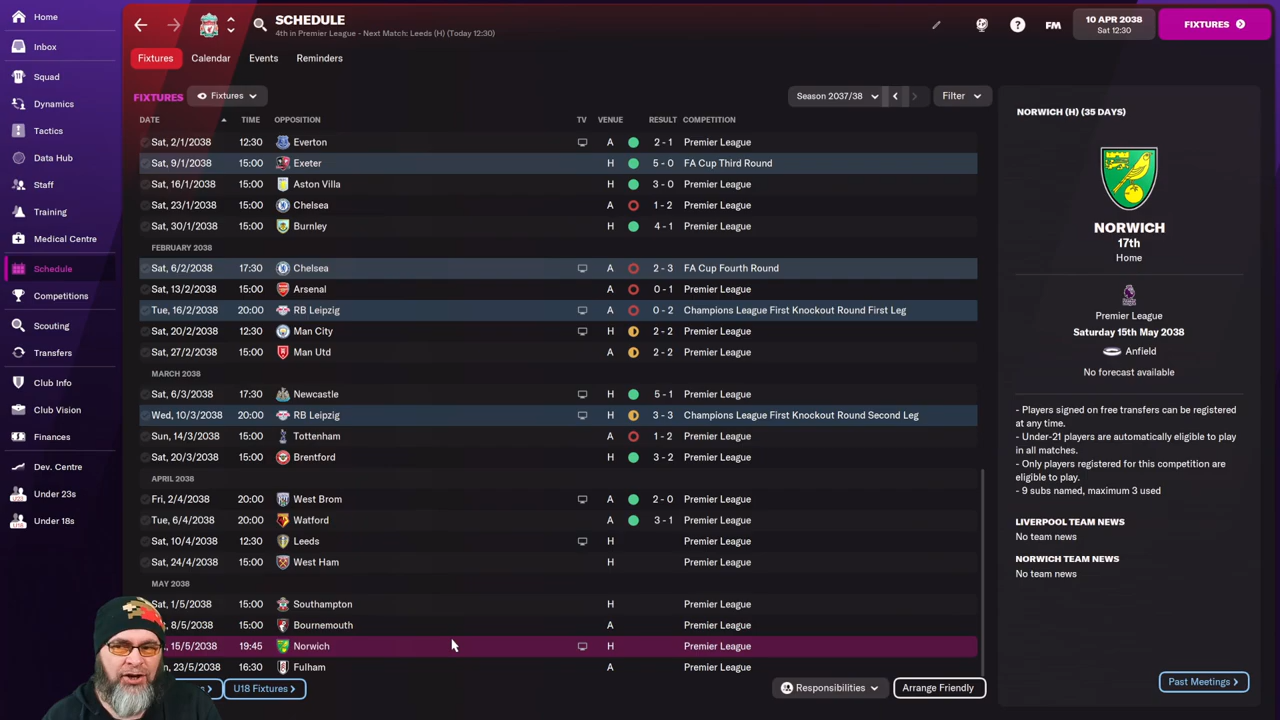 SCHEDULE
4th in Premier League - Next Match: Leeds (H) (Today 12:30)
FM
10 APR 2038
Sat 12:30
FIXTURES
Home
Inbox
Squad
Dynamics
Tactics
Data Hub
Staff
Training
Medical Centre
Schedule
Competitions
Scouting
Transfers
Club Info
Club Vision
Finances
Dev. Centre
Under 23s
Under 18s
Fixtures Calendar Events Reminders
FIXTURES Fixtures Season 2037/38 Filter
DATE TIME OPPOSITION TV VENUE RESULT COMPETITION
Sat, 2/1/2038 12:30 Everton A 2 - 1 Premier League
Sat, 9/1/2038 15:00 Exeter H 5 - 0 FA Cup Third Round
Sat, 16/1/2038 15:00 Aston Villa H 3 - 0 Premier League
Sat, 23/1/2038 15:00 Chelsea A 1 - 2 Premier League
Sat, 30/1/2038 15:00 Burnley H 4 - 1 Premier League
FEBRUARY 2038
Sat, 6/2/2038 17:30 Chelsea A 2 - 3 FA Cup Fourth Round
Sat, 13/2/2038 15:00 Arsenal A 0 - 1 Premier League
Tue, 16/2/2038 20:00 RB Leipzig A 0 - 2 Champions League First Knockout Round First Leg
Sat, 20/2/2038 12:30 Man City H 2 - 2 Premier League
Sat, 27/2/2038 15:00 Man Utd A 2 - 2 Premier League
MARCH 2038
Sat, 6/3/2038 17:30 Newcastle H 5 - 1 Premier League
Wed, 10/3/2038 20:00 RB Leipzig H 3 - 3 Champions League First Knockout Round Second Leg
Sun, 14/3/2038 15:00 Tottenham A 1 - 2 Premier League
Sat, 20/3/2038 15:00 Brentford H 3 - 2 Premier League
APRIL 2038
Fri, 2/4/2038 20:00 West Brom A 2 - 0 Premier League
Tue, 6/4/2038 20:00 Watford A 3 - 1 Premier League
Sat, 10/4/2038 12:30 Leeds H Premier League
Sat, 24/4/2038 15:00 West Ham H Premier League
MAY 2038
Sat, 1/5/2038 15:00 Southampton H Premier League
8/5/2038 15:00 Bournemouth A Premier League
15/5/2038 19:45 Norwich H Premier League
23/5/2038 16:30 Fulham A Premier League
U18 Fixtures Responsibilities Arrange Friendly
NORWICH (H) (35 DAYS)
NORWICH
17th
Home
Premier League
Saturday 15th May 2038
Anfield
No forecast available
- Players signed on free transfers can be registered
at any time.
- Under-21 players are automatically eligible to play
in all matches.
- Only players registered for this competition are
eligible to play.
- 9 subs named, maximum 3 used
LIVERPOOL TEAM NEWS
No team news
NORWICH TEAM NEWS
No team news
Past Meetings